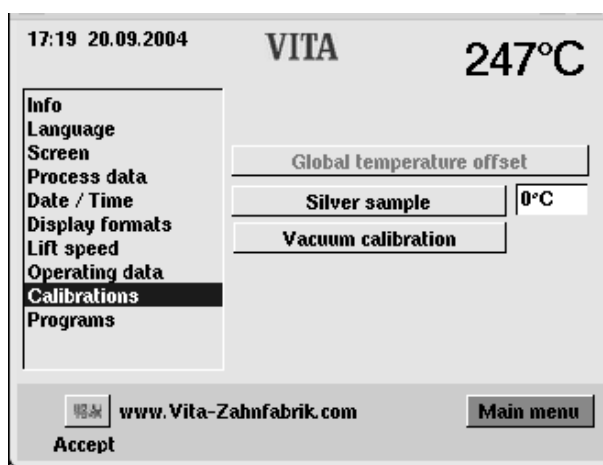 17:19 20.09.2004
VITA
247°C
Info
Language
Screen
Process data
Date / Time
Display formats
Lift speed
Operating data
Calibrations
Programs
Global temperature offset
Silver sample
0°C
Vacuum calibration
www.Vita-Zahnfabrik.com
Main menu
Accept